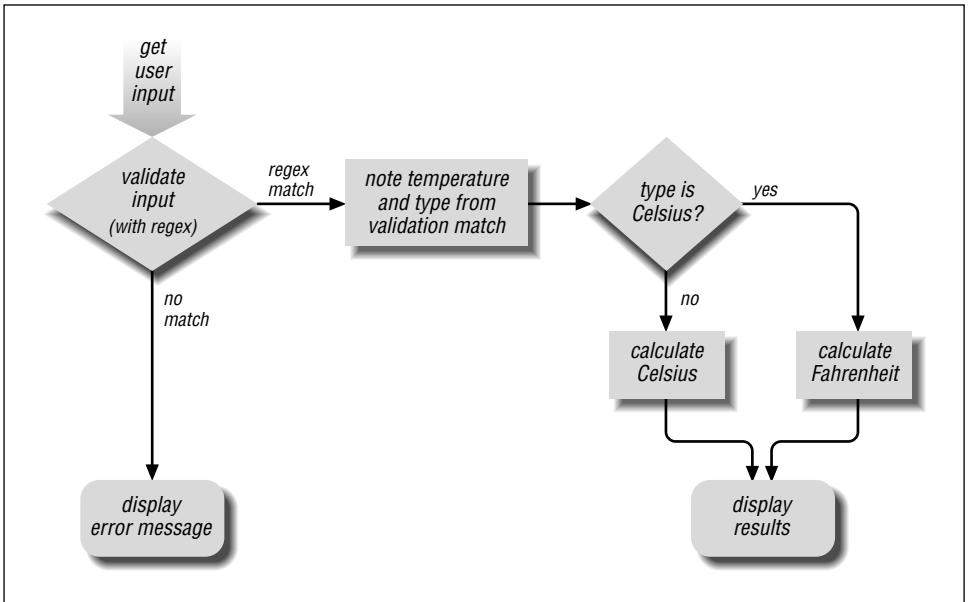 get
user
input
validate
input
(with regex)
regex
match
note temperature
and type from
validation match
type is
Celsius?
yes
no
match
no
calculate
Celsius
calculate
Fahrenheit
display
error message
display
results